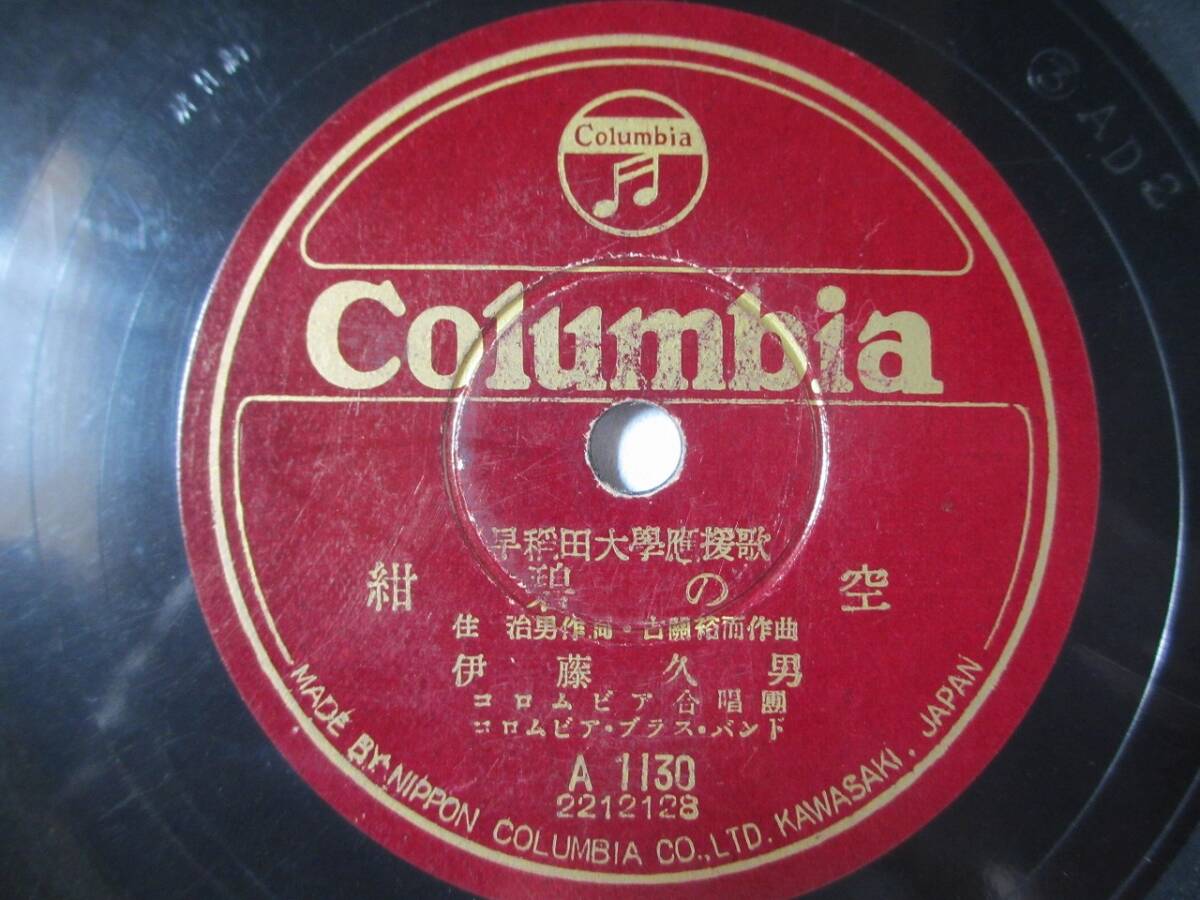 ③ A D 2
Columbia
Columbia
早稻田大學應援歌
紺碧の空
住 治男作詞・古關裕而作曲
伊藤久男
コロムビア合唱團
コロムビア・ブラス・バンド
A 1130
2212128
MADE BY NIPPON COLUMBIA CO., LTD. KAWASAKI, JAPAN